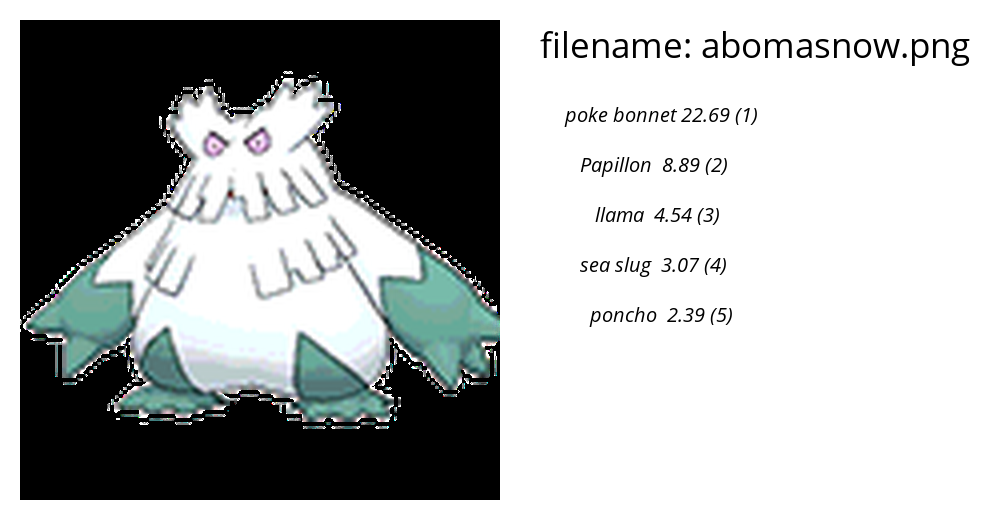 filename: abomasnow.png
poke bonnet 22.69 (1)
Papillon  8.89 (2)
llama  4.54 (3)
sea slug  3.07 (4)
poncho  2.39 (5)